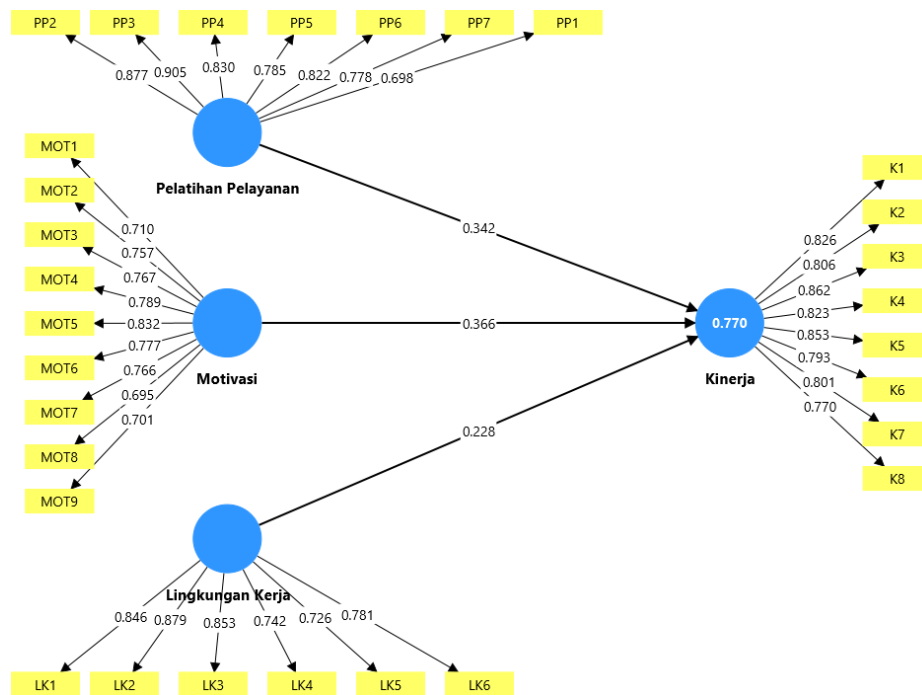 PP2 PP3 PP4 PP5 PP6 PP7 PP1
0.877 0.905 0.830 0.785 0.822 0.778 0.698
Pelatihan Pelayanan
MOT1
MOT2
MOT3
MOT4
MOT5
MOT6
MOT7
MOT8
MOT9
0.710
0.757
0.767
0.789
0.832
0.777
0.766
0.695
0.701
Motivasi
0.342
0.366
0.228
0.770
Kinerja
0.826
0.806
0.862
0.823
0.853
0.793
0.801
0.770
K1
K2
K3
K4
K5
K6
K7
K8
Lingkungan Kerja
0.846 0.879 0.853 0.742 0.726 0.781
LK1 LK2 LK3 LK4 LK5 LK6